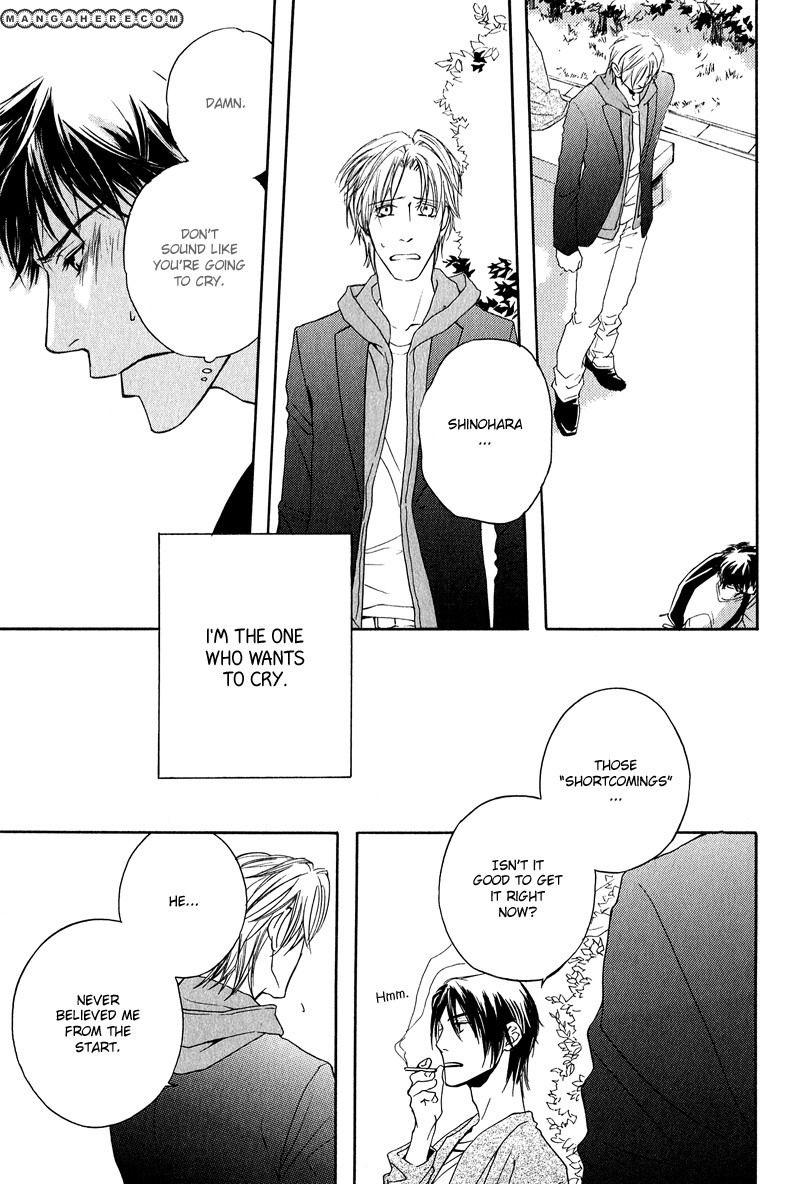 MANGAHERE.COM
SHINOHARA
...
DAMN.
DON'T
SOUND LIKE
YOU'RE GOING
TO CRY.
I'M THE ONE
WHO WANTS
TO CRY.
THOSE
"SHORTCOMINGS"
...
ISN'T IT
GOOD TO GET
IT RIGHT
NOW?
Hmm.
HE...
NEVER
BELIEVED ME
FROM THE
START.